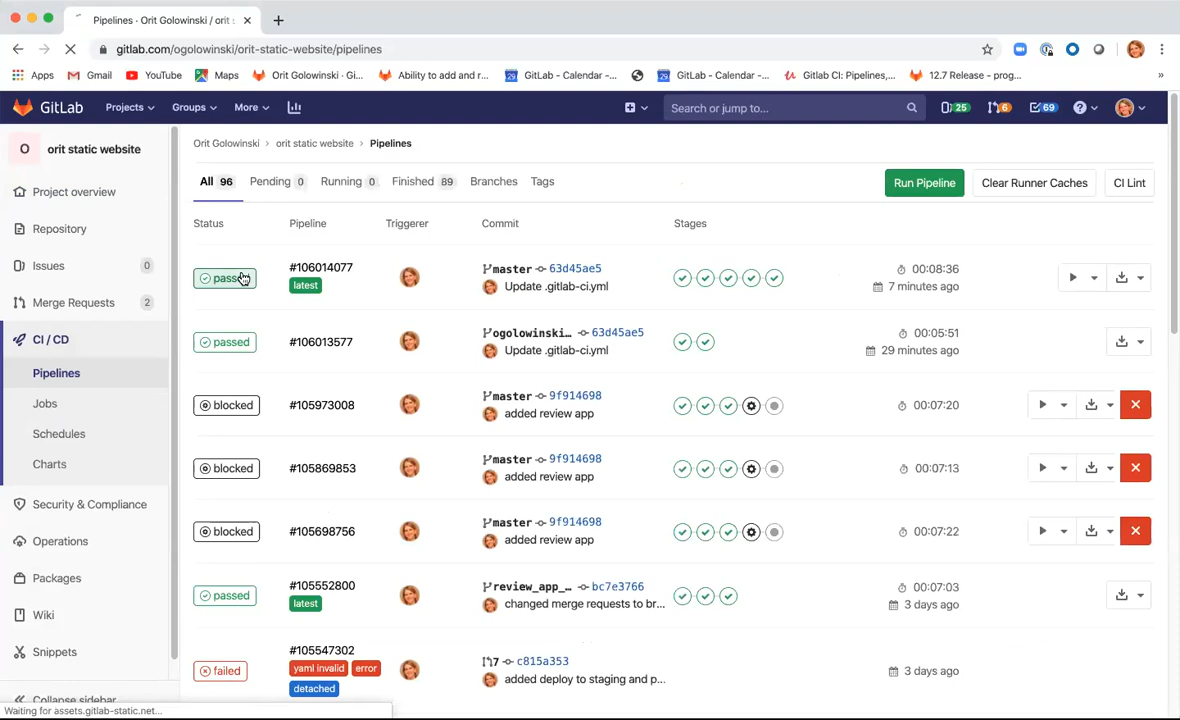 Pipelines · Orit Golowinski / orit s
gitlab.com/ogolowinski/orit-static-website/pipelines
Apps
Gmail
YouTube
Maps
Orit Golowinski · Gi...
Ability to add and r...
GitLab - Calendar -...
GitLab - Calendar -...
Gitlab CI: Pipelines,...
12.7 Release - prog...
»
GitLab
Projects
Groups
More
Search or jump to...
25
6
69
O
orit static website
Project overview
Repository
Issues
0
Merge Requests
2
CI / CD
Pipelines
Jobs
Schedules
Charts
Security & Compliance
Operations
Packages
Wiki
Snippets
Collapse sidebar
Waiting for assets.gitlab-static.net...
Orit Golowinski > orit static website > Pipelines
All 96
Pending 0
Running 0
Finished 89
Branches
Tags
Run Pipeline
Clear Runner Caches
CI Lint
Status
Pipeline
Triggerer
Commit
Stages
passed
#106014077
latest
master
63d45ae5
Update .gitlab-ci.yml
00:08:36
7 minutes ago
passed
#106013577
ogolowinski...
63d45ae5
Update .gitlab-ci.yml
00:05:51
29 minutes ago
blocked
#105973008
master
9f914698
added review app
00:07:20
blocked
#105869853
master
9f914698
added review app
00:07:13
blocked
#105698756
master
9f914698
added review app
00:07:22
passed
#105552800
latest
review_app_...
bc7e3766
changed merge requests to br...
00:07:03
3 days ago
failed
#105547302
yaml invalid
error
detached
7
c815a353
added deploy to staging and p...
3 days ago